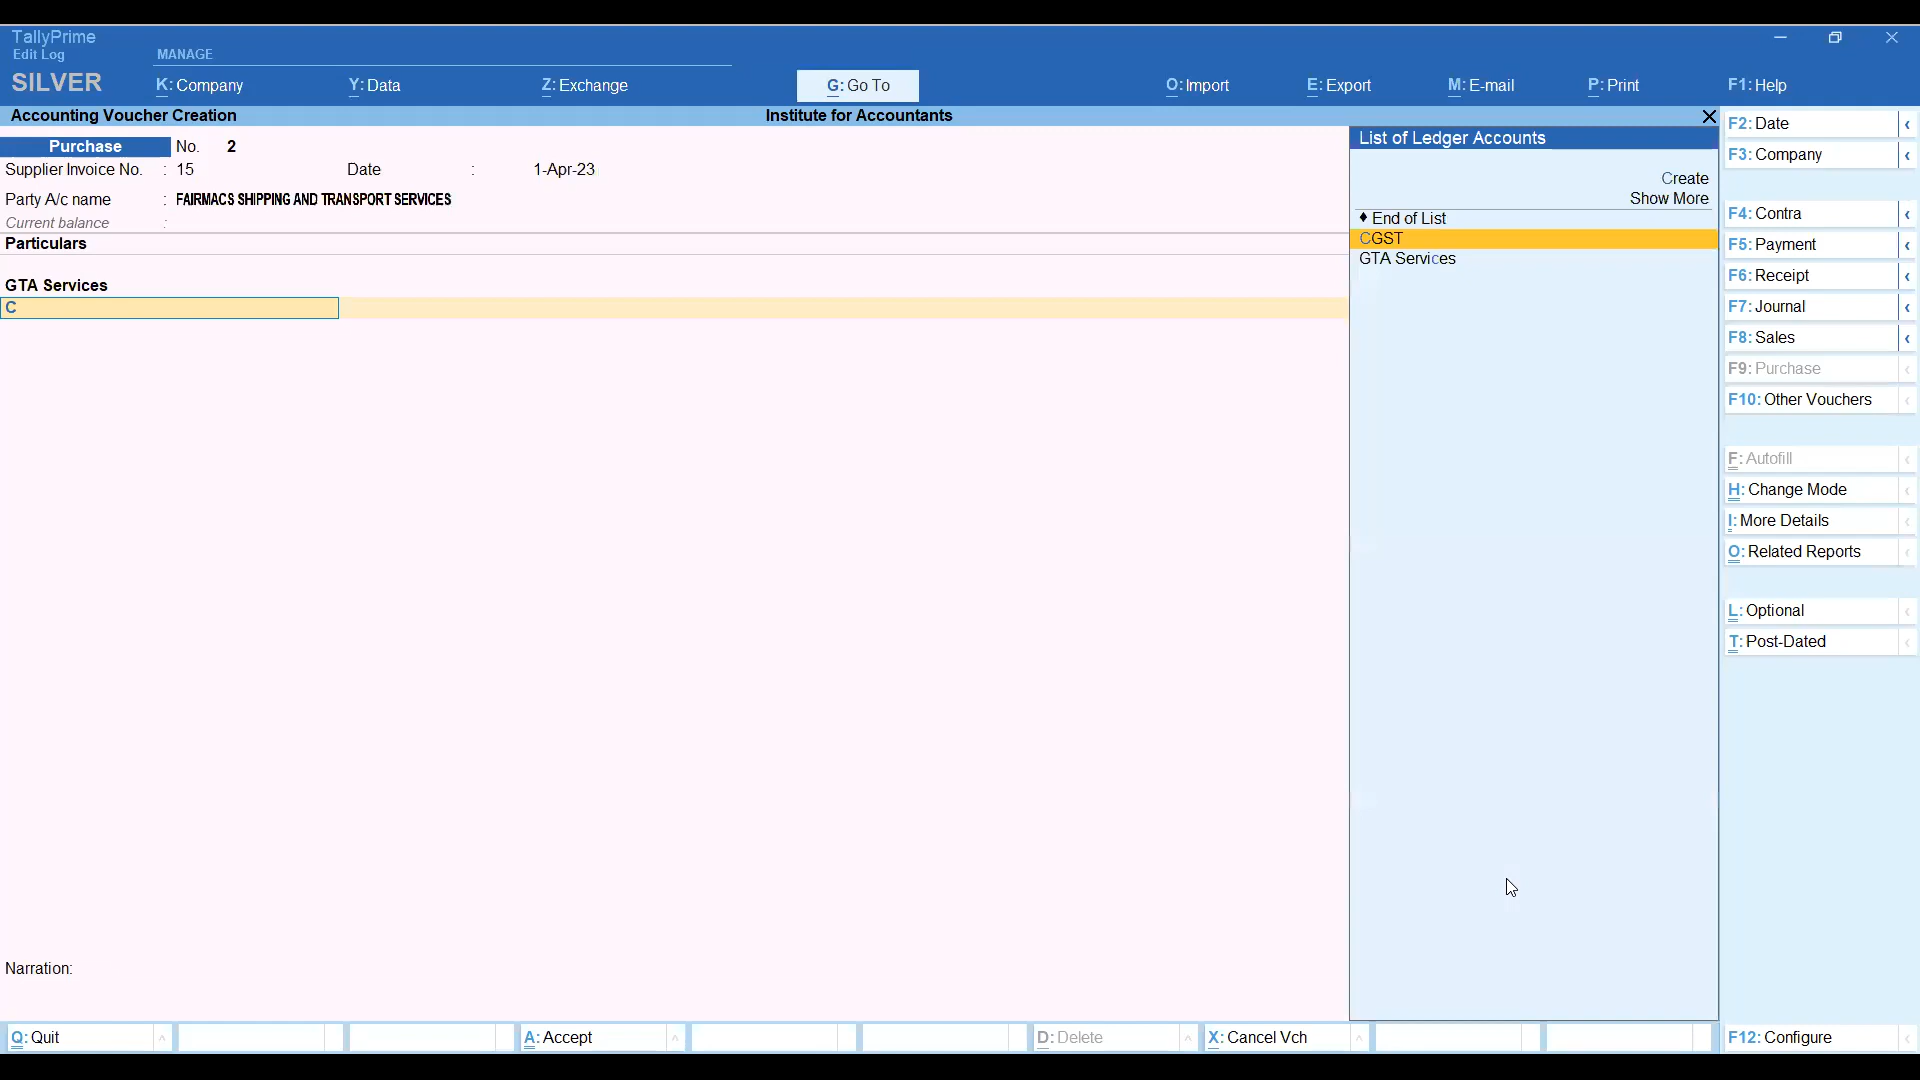 TallyPrime
Edit Log
SILVER
MANAGE
K: Company
Y: Data
Z: Exchange
G: Go To
O: Import
E: Export
M: E-mail
P: Print
F1: Help
Accounting Voucher Creation
Institute for Accountants
Purchase No. 2
Supplier Invoice No. : 15 Date : 1-Apr-23
Party A/c name : FAIRMACS SHIPPING AND TRANSPORT SERVICES
Current balance :
Particulars
GTA Services
C
Narration:
List of Ledger Accounts
Create
Show More
♦ End of List
CGST
GTA Services
F2: Date
F3: Company
F4: Contra
F5: Payment
F6: Receipt
F7: Journal
F8: Sales
F9: Purchase
F10: Other Vouchers
F: Autofill
H: Change Mode
I: More Details
O: Related Reports
L: Optional
T: Post-Dated
Q: Quit
A: Accept
D: Delete
X: Cancel Vch
F12: Configure